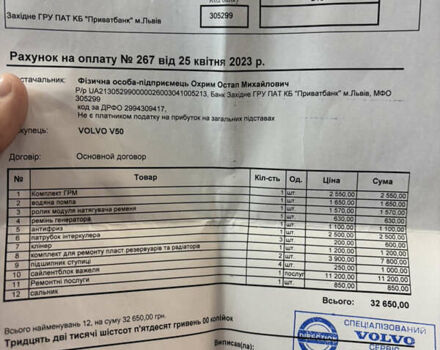 Західне ГРУ ПАТ КБ "Приватбанк" м.Львів
305299
Рахунок на оплату № 267 від 25 квітня 2023 р.
остачальник: Фізична особа-підприємець Охрим Остап Михайлович
Р/р UA213052990000026003041005213, Банк Західне ГРУ ПАТ КБ "Приватбанк" м.Львів, МФО
305299
код за ДРФО 2994309417,
Не є платником податку на прибуток на загальних підставах
окупець: VOLVO V50
Договір: Основной договор
№ Товар Кіл-сть Од. Ціна Сума
1 Комплект ГРМ 1 шт. 2 550,00 2 550,00
2 водяна помпа 1 шт. 1 650,00 1 650,00
3 ролик модуля натягувача ременя 1 шт. 1 570,00 1 570,00
4 ремінь генератора 1 шт. 630,00 630,00
5 антифриз 1 шт. 1 100,00 1 100,00
6 патрубок інтеркулера 1 шт. 2 500,00 2 500,00
7 клінер 3 шт. 200,00 600,00
8 комплект для ремонту пласт резервуарів та радіатора 1 шт. 1 200,00 1 200,00
9 підшипник ступиці 2 шт. 3 900,00 7 800,00
10 сайлентблок важеля 4 шт. 250,00 1 000,00
11 Ремонтні послуги 1 послуг 11 200,00 11 200,00
12 сальник 1 шт. 850,00 850,00
Всього: 32 650,00
Всього найменувань 12, на суму 32 650,00 грн.
Тридцять дві тисячі шістсот п'ятдесят гривень 00 копійок
Виписав(ла):
СПЕЦІАЛІЗОВАНИЙ
VOLVO
СЕРВІС